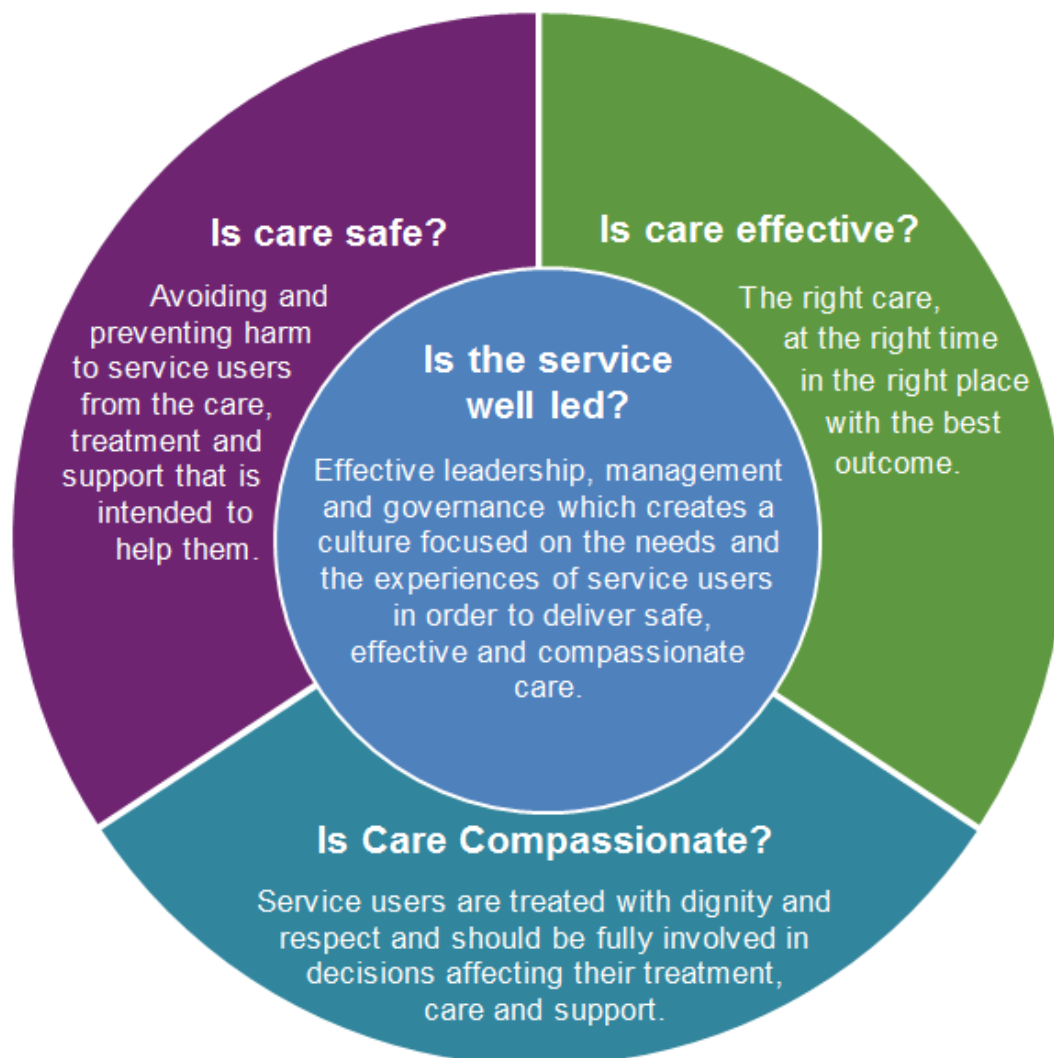 Is care safe?
Avoiding and
preventing harm
to service users
from the care,
treatment and
support that is
intended to
help them.
Is care effective?
The right care,
at the right time
in the right place
with the best
outcome.
Is the service
well led?
Effective leadership, management
and governance which creates a
culture focused on the needs and
the experiences of service users
in order to deliver safe,
effective and compassionate
care.
Is Care Compassionate?
Service users are treated with dignity and
respect and should be fully involved in
decisions affecting their treatment,
care and support.